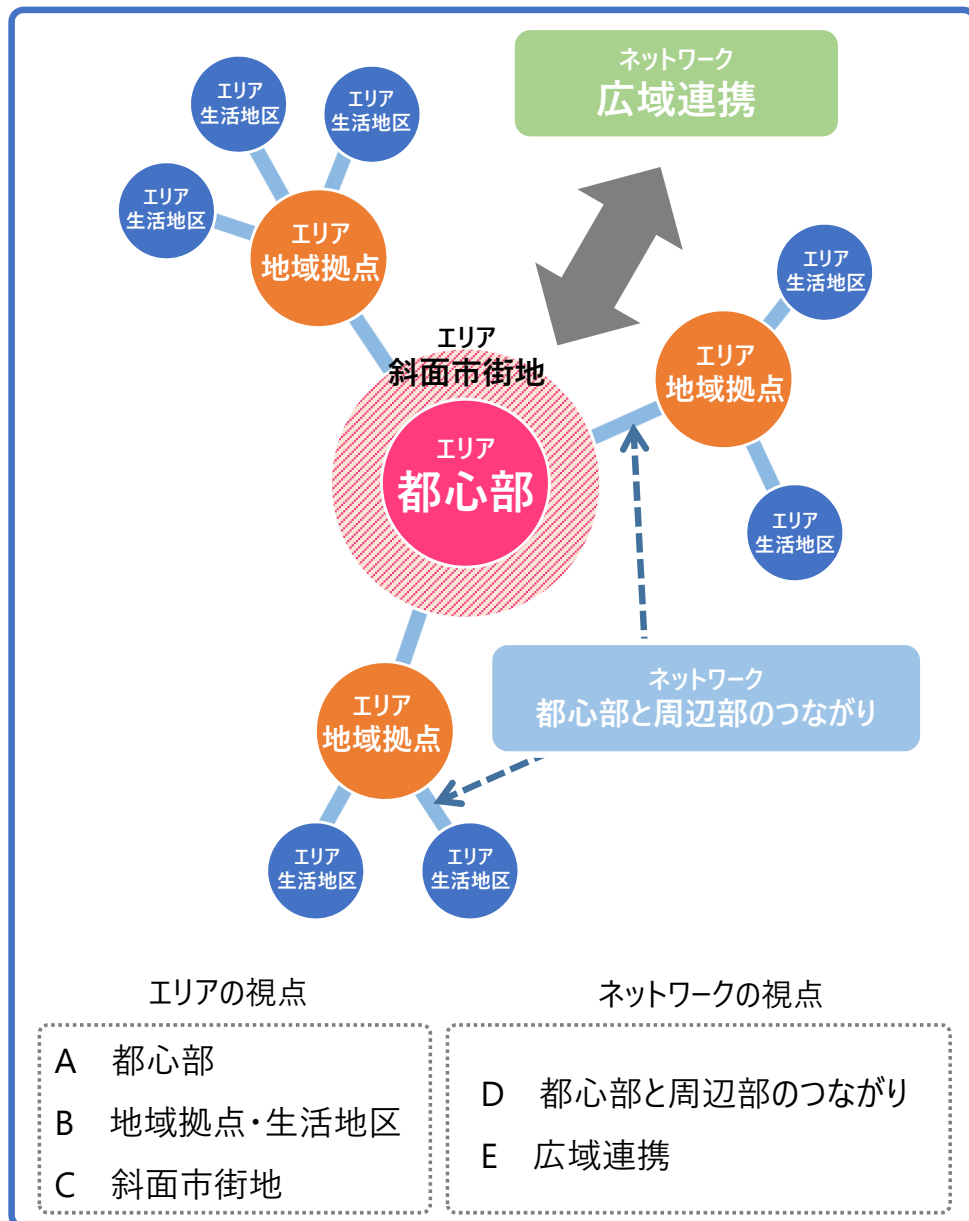 ネットワーク
広域連携
エリア
生活地区
エリア
生活地区
エリア
生活地区
エリア
地域拠点
エリア
生活地区
エリア
地域拠点
エリア
生活地区
エリア
斜面市街地
エリア
都心部
ネットワーク
都心部と周辺部のつながり
エリア
地域拠点
エリア
生活地区
エリア
生活地区
エリアの視点
A 都心部
B 地域拠点・生活地区
C 斜面市街地
ネットワークの視点
D 都心部と周辺部のつながり
E 広域連携